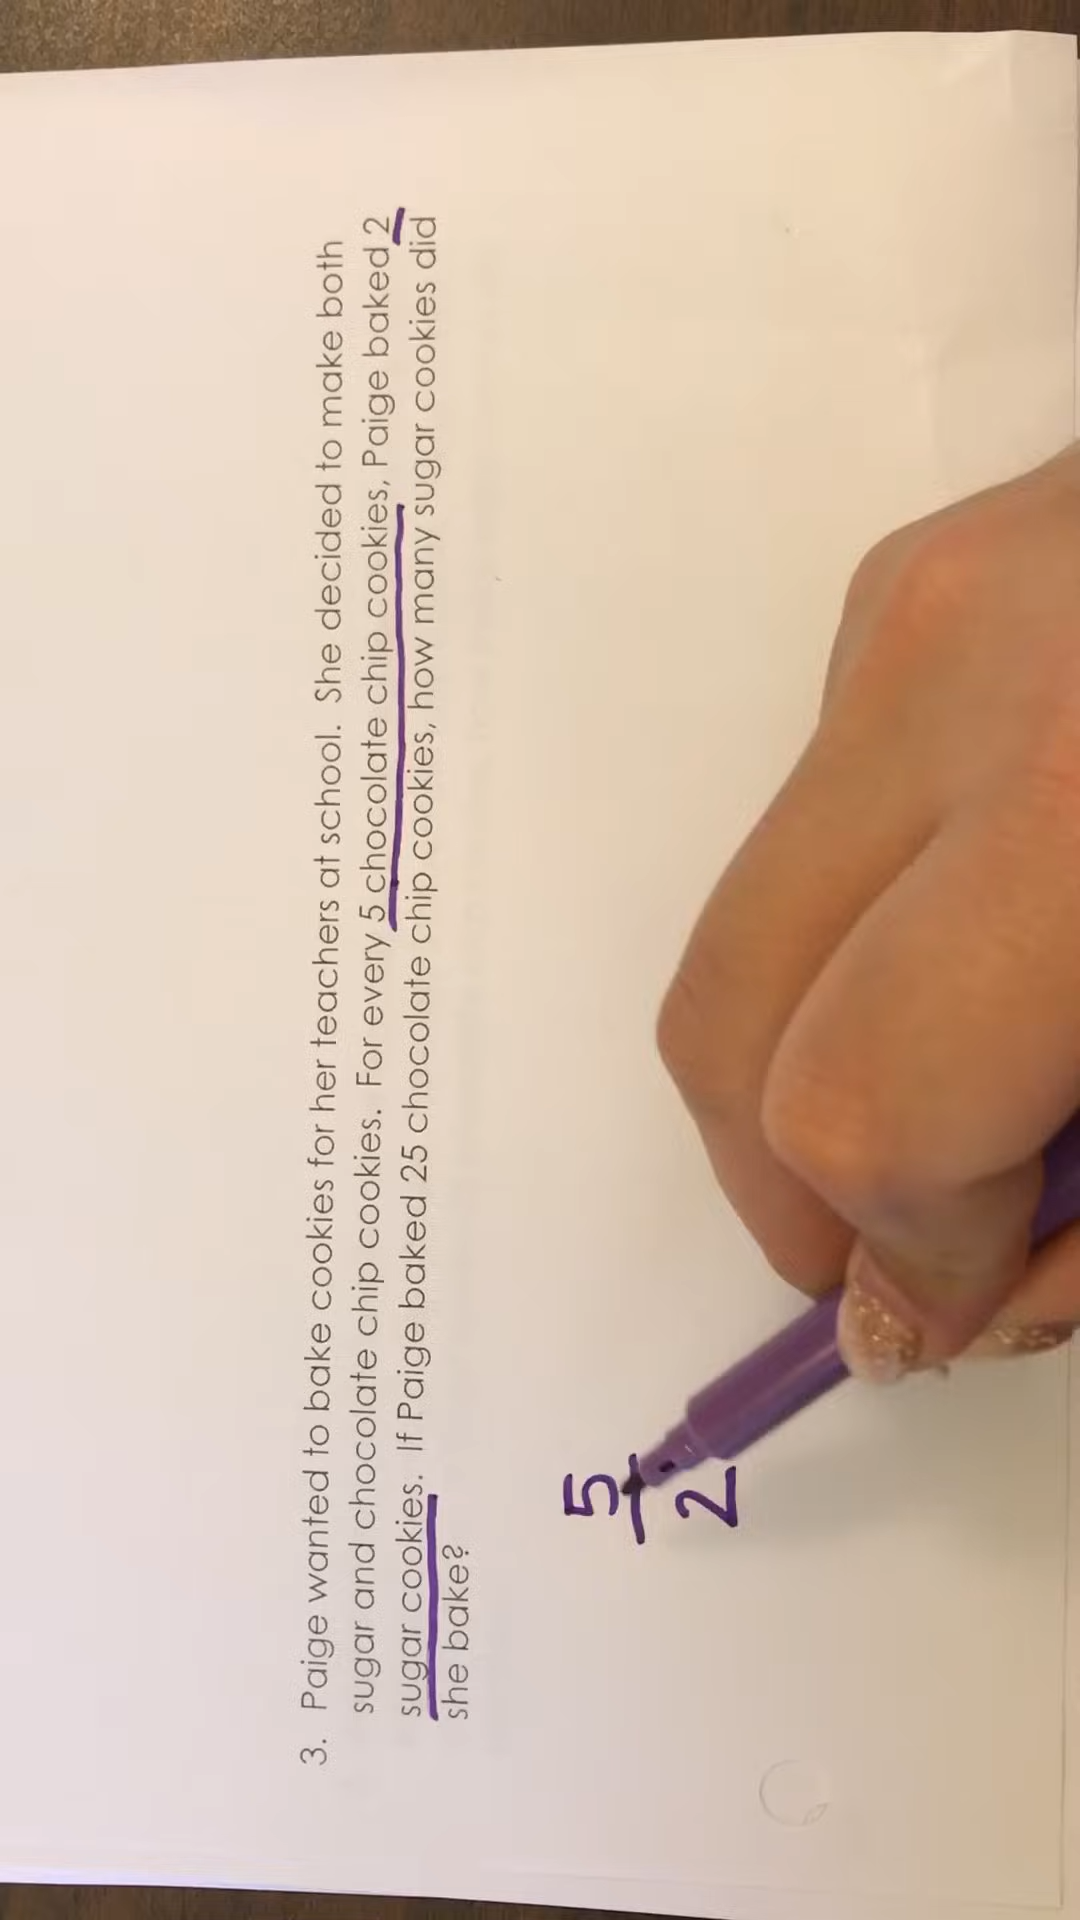 3. Paige wanted to bake cookies for her teachers at school. She decided to make both
sugar and chocolate chip cookies. For every 5 chocolate chip cookies, Paige baked 2
sugar cookies. If Paige baked 25 chocolate chip cookies, how many sugar cookies did
she bake?
5
2